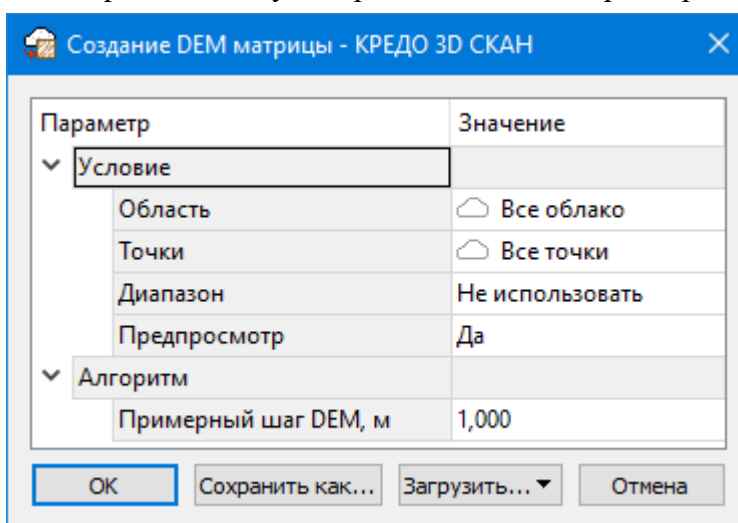 Создание DEM матрицы - КРЕДО 3D СКАН
Параметр Значение
Условие
Область Все облако
Точки Все точки
Диапазон Не использовать
Предпросмотр Да
Алгоритм
Примерный шаг DEM, м 1,000
ОК Сохранить как... Загрузить... Отмена